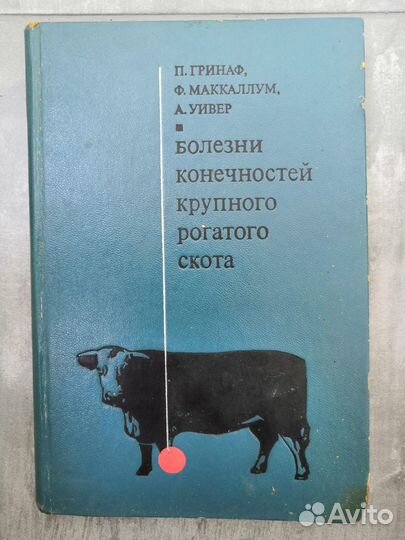 П. ГРИНАФ,
Ф. МАККАЛЛУМ,
А. УИВЕР
БОЛЕЗНИ
КОНЕЧНОСТЕЙ
КРУПНОГО
РОГАТОГО
СКОТА
Avito